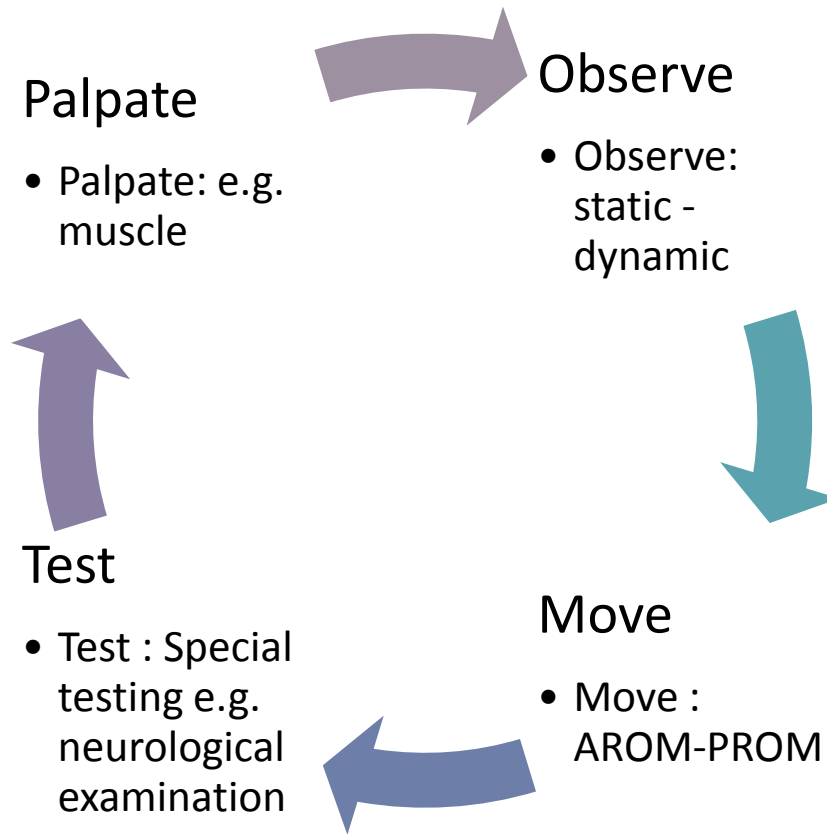 Palpate
• Palpate: e.g.
muscle
Observe
• Observe:
static -
dynamic
Move
• Move :
AROM-PROM
Test
• Test : Special
testing e.g.
neurological
examination